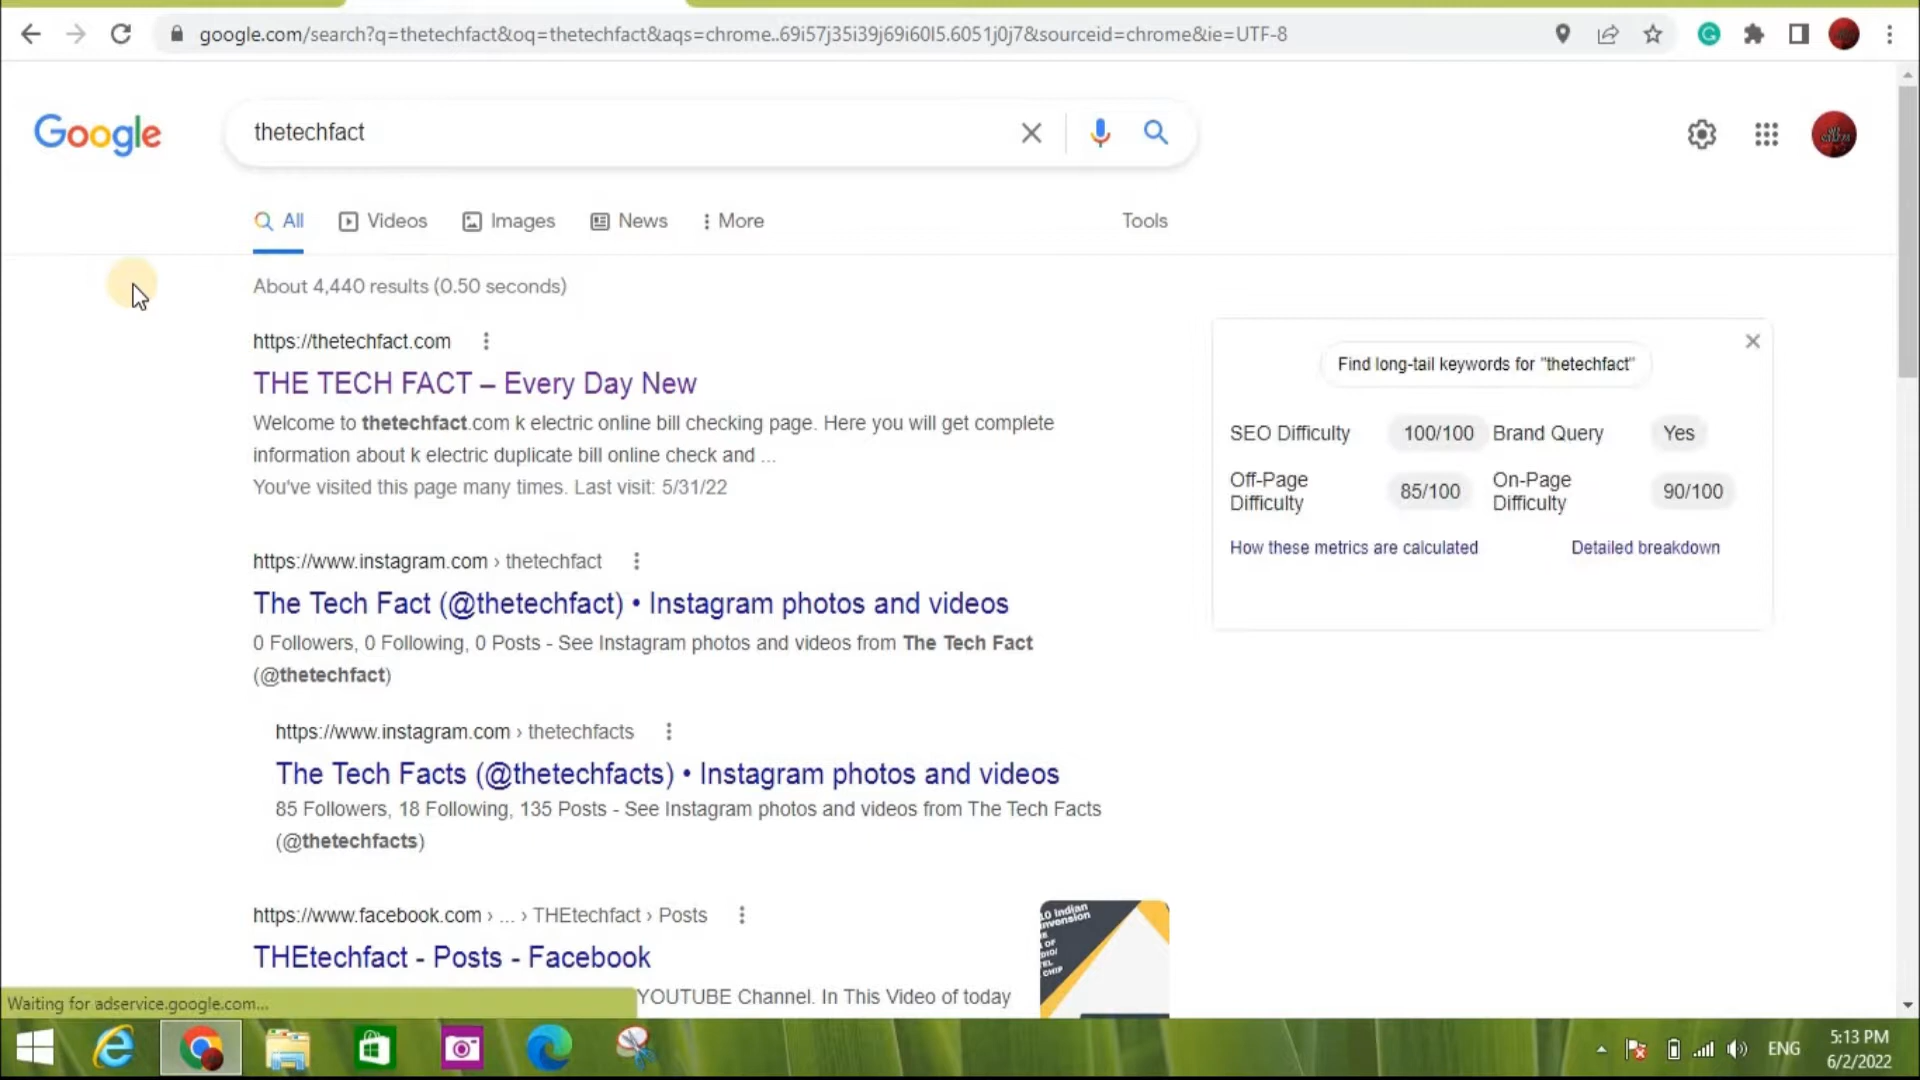 google.com/search?q=thetechfact&oq=thetechfact&aqs=chrome..69i57j35i39j69i60l5.6051j0j7&sourceid=chrome&ie=UTF-8
Google
thetechfact
All
Videos
Images
News
More
Tools
About 4,440 results (0.50 seconds)
https://thetechfact.com
THE TECH FACT – Every Day New
Welcome to thetechfact.com k electric online bill checking page. Here you will get complete
information about k electric duplicate bill online check and ...
You've visited this page many times. Last visit: 5/31/22
Find long-tail keywords for "thetechfact"
SEO Difficulty 100/100 Brand Query Yes
Off-Page Difficulty 85/100 On-Page Difficulty 90/100
How these metrics are calculated Detailed breakdown
https://www.instagram.com › thetechfact
The Tech Fact (@thetechfact) • Instagram photos and videos
0 Followers, 0 Following, 0 Posts - See Instagram photos and videos from The Tech Fact
(@thetechfact)
https://www.instagram.com › thetechfacts
The Tech Facts (@thetechfacts) • Instagram photos and videos
85 Followers, 18 Following, 135 Posts - See Instagram photos and videos from The Tech Facts
(@thetechfacts)
https://www.facebook.com › ... › THEtechfact › Posts
THEtechfact - Posts - Facebook
YOUTUBE Channel. In This Video of today
10 Indian
OF
CHIP
Waiting for adservice.google.com...
ENG
5:13 PM
6/2/2022